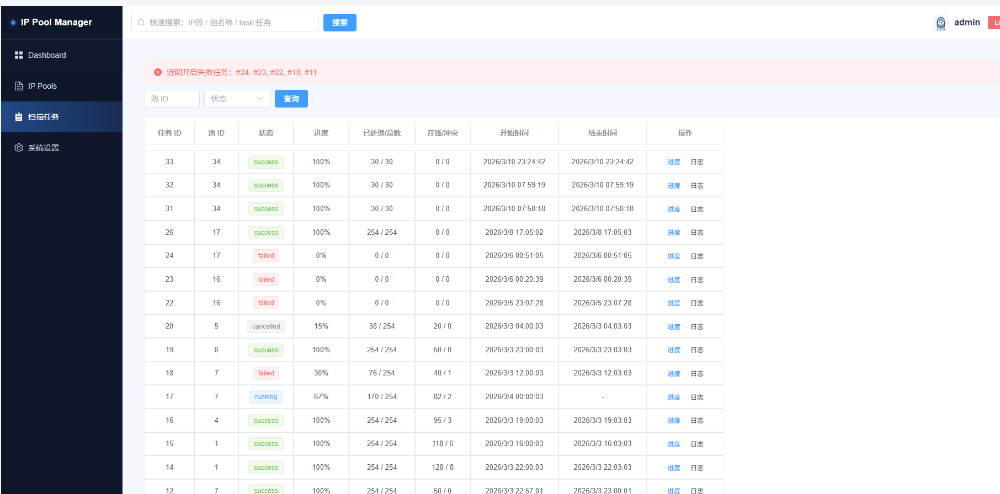 IP Pool Manager
快速搜索：IP段 / 池名称 / task:任务
搜索
admin
Dashboard
IP Pools
扫描任务
系统设置
近期开启失败任务：#24, #23, #22, #18, #11
池 ID 状态 查询
任务 ID 池 ID 状态 进度 已处理/总数 在线/冲突 开始时间 结束时间 操作
33 34 success 100% 30 / 30 0 / 0 2026/3/10 23:24:42 2026/3/10 23:24:42 进度 日志
32 34 success 100% 30 / 30 0 / 0 2026/3/10 07:59:19 2026/3/10 07:59:19 进度 日志
31 34 success 100% 30 / 30 0 / 0 2026/3/10 07:58:18 2026/3/10 07:58:18 进度 日志
26 17 success 100% 254 / 254 0 / 0 2026/3/8 17:05:02 2026/3/8 17:05:03 进度 日志
24 17 failed 0% 0 / 0 0 / 0 2026/3/6 00:51:05 2026/3/6 00:51:05 进度 日志
23 16 failed 0% 0 / 0 0 / 0 2026/3/6 00:20:39 2026/3/6 00:20:39 进度 日志
22 16 failed 0% 0 / 0 0 / 0 2026/3/5 23:07:28 2026/3/5 23:07:28 进度 日志
20 5 cancelled 15% 38 / 254 20 / 0 2026/3/3 04:00:03 2026/3/3 04:03:03 进度 日志
19 6 success 100% 254 / 254 50 / 0 2026/3/3 23:00:03 2026/3/3 23:03:03 进度 日志
18 7 failed 30% 76 / 254 40 / 1 2026/3/3 12:00:03 2026/3/3 12:03:03 进度 日志
17 7 running 67% 170 / 254 82 / 2 2026/3/4 00:00:03 - 进度 日志
16 4 success 100% 254 / 254 95 / 3 2026/3/3 19:00:03 2026/3/3 19:03:03 进度 日志
15 1 success 100% 254 / 254 118 / 6 2026/3/3 16:00:03 2026/3/3 16:03:03 进度 日志
14 1 success 100% 254 / 254 120 / 8 2026/3/3 22:00:03 2026/3/3 22:03:03 进度 日志
12 7 success 100% 254 / 254 50 / 0 2026/3/3 22:57:01 2026/3/3 23:00:01 进度 日志